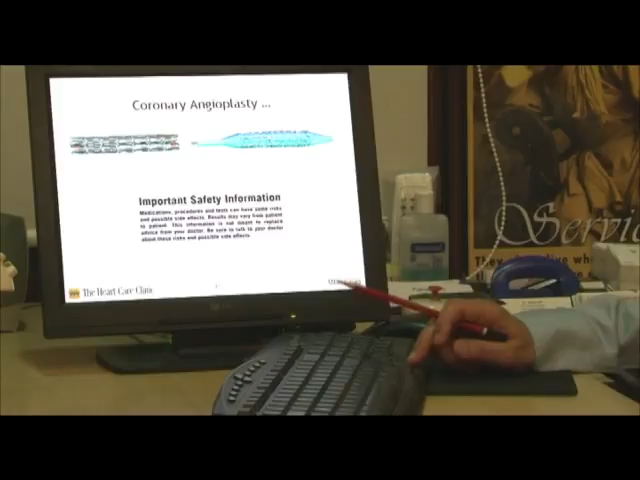 Coronary Angioplasty ...
Important Safety Information
Medications, procedures and tests can have some risks
and possible side effects. Results may vary from patient
to patient. This information is not meant to replace
advice from your doctor. Be sure to talk to your doctor
about these risks and possible side effects.
The Heart Care Clinic
Servic
They